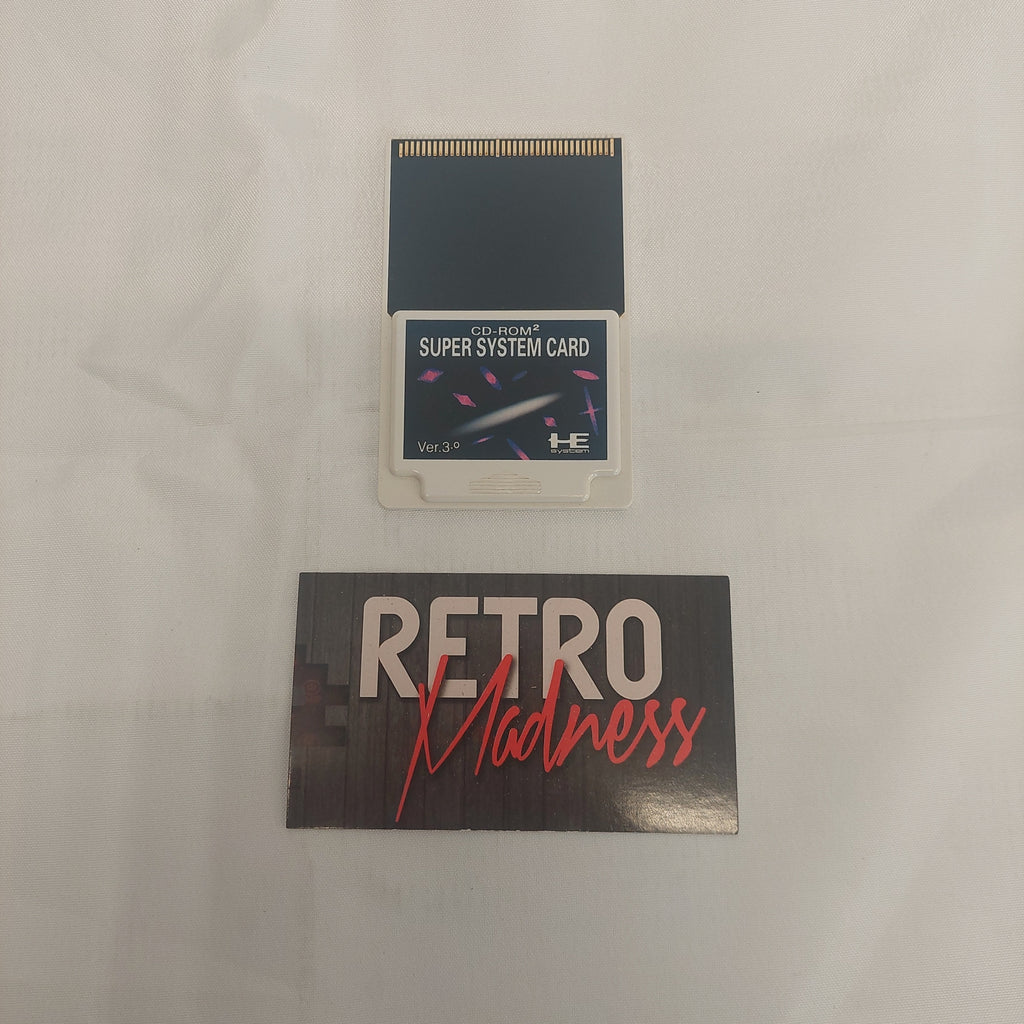 CD-ROM²
SUPER SYSTEM CARD
Ver.3.0
HE
system
RETRO
Madness